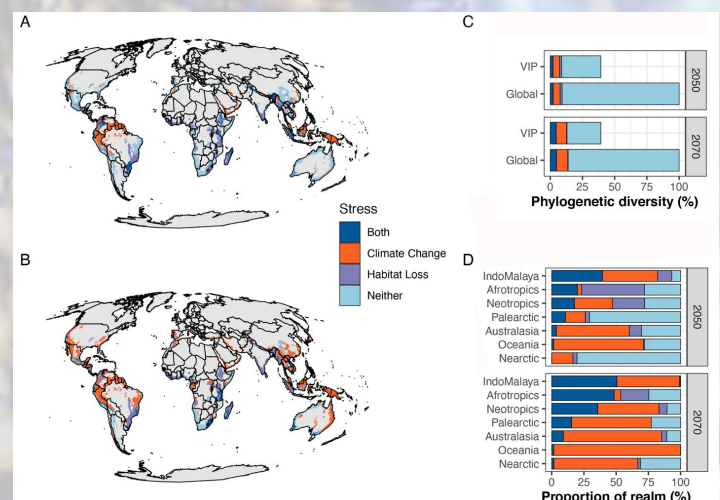 A
B
Stress
Both
Climate Change
Habitat Loss
Neither
C
VIP
Global
2050
VIP
Global
2070
0 25 50 75 100
Phylogenetic diversity (%)
D
IndoMalaya
Afrotropics
Neotropics
Palearctic
Australasia
Oceania
Nearctic
2050
IndoMalaya
Afrotropics
Neotropics
Palearctic
Australasia
Oceania
Nearctic
2070
0 25 50 75 100
Proportion of realm (%)